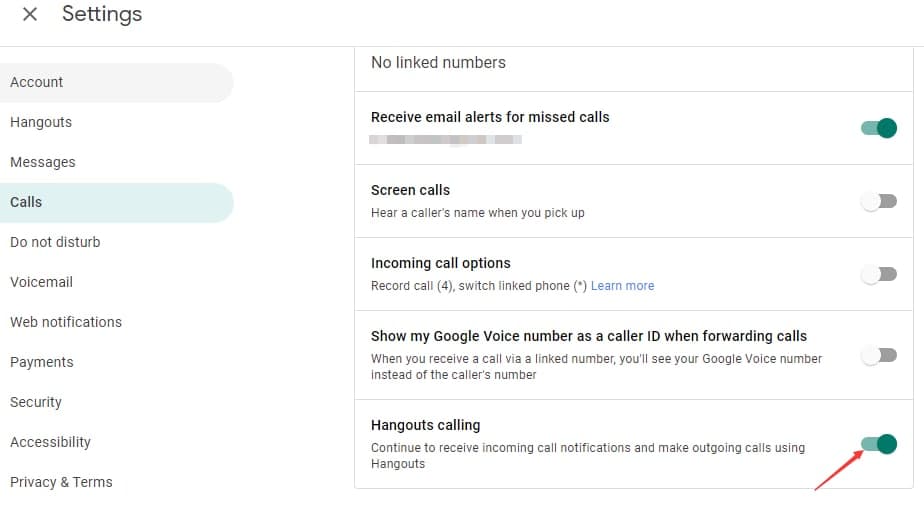 Settings
Account
Hangouts
Messages
Calls
Do not disturb
Voicemail
Web notifications
Payments
Security
Accessibility
Privacy & Terms
No linked numbers
Receive email alerts for missed calls
Screen calls
Hear a caller's name when you pick up
Incoming call options
Record call (4), switch linked phone (*) Learn more
Show my Google Voice number as a caller ID when forwarding calls
When you receive a call via a linked number, you'll see your Google Voice number
instead of the caller's number
Hangouts calling
Continue to receive incoming call notifications and make outgoing calls using
Hangouts